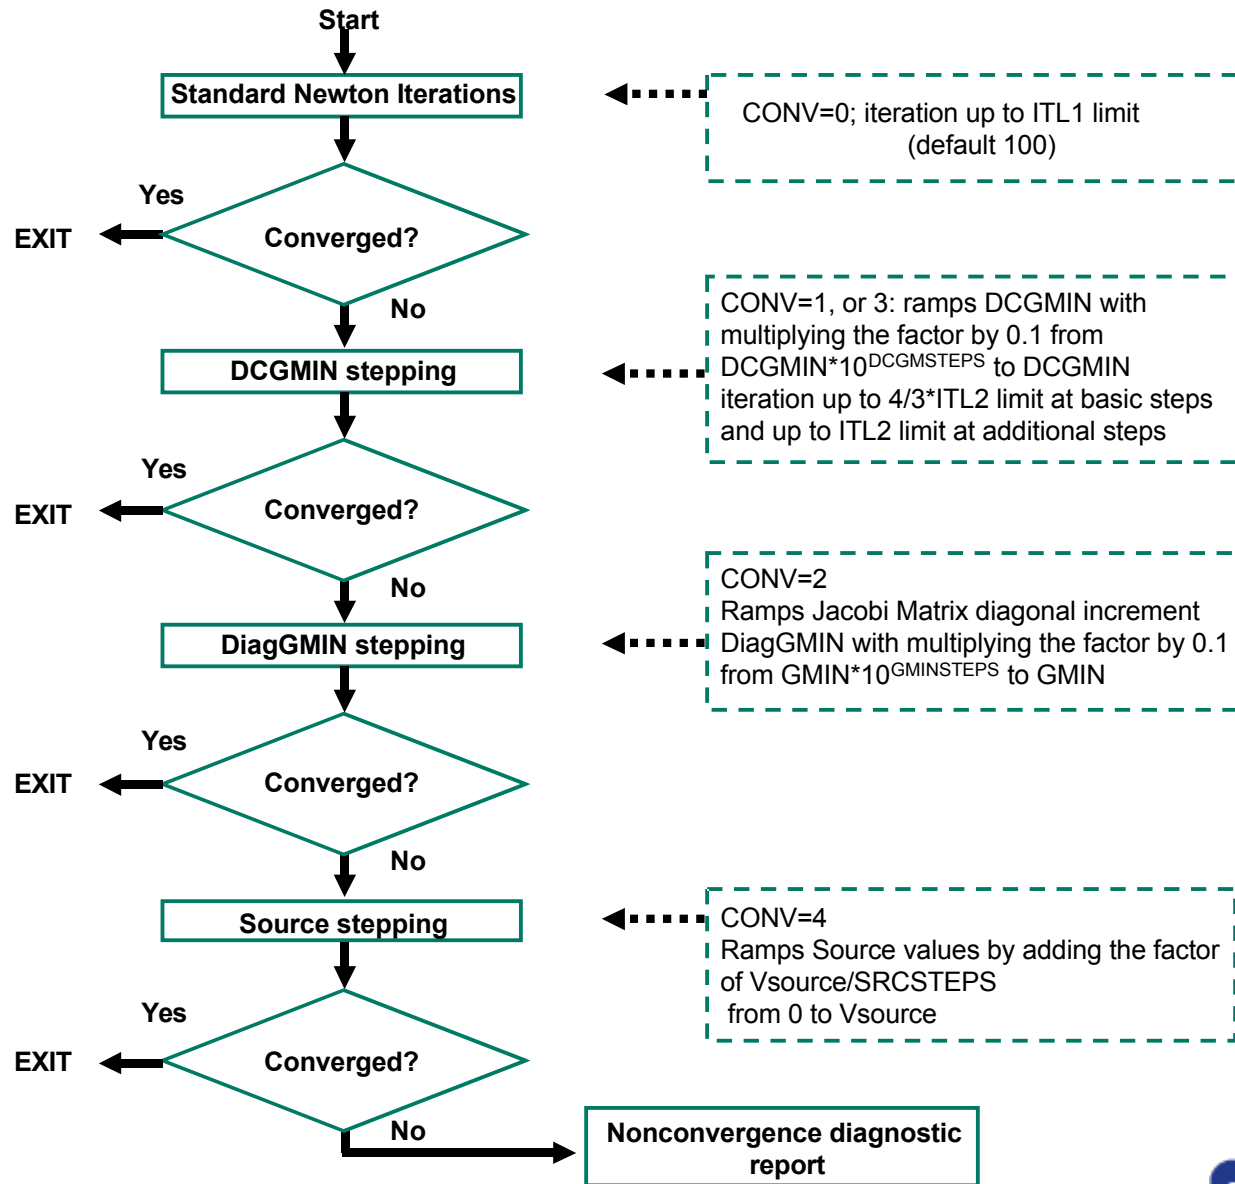 Start
Standard Newton Iterations
CONV=0; iteration up to ITL1 limit
(default 100)
Yes
EXIT
Converged?
No
DCGMIN stepping
CONV=1, or 3: ramps DCGMIN with
multiplying the factor by 0.1 from
DCGMIN*10^DCGMSTEPS to DCGMIN
iteration up to 4/3*ITL2 limit at basic steps
and up to ITL2 limit at additional steps
Yes
EXIT
Converged?
No
DiagGMIN stepping
CONV=2
Ramps Jacobi Matrix diagonal increment
DiagGMIN with multiplying the factor by 0.1
from GMIN*10^GMINSTEPS to GMIN
Yes
EXIT
Converged?
No
Source stepping
CONV=4
Ramps Source values by adding the factor
of Vsource/SRCSTEPS
from 0 to Vsource
Yes
EXIT
Converged?
No
Nonconvergence diagnostic
report